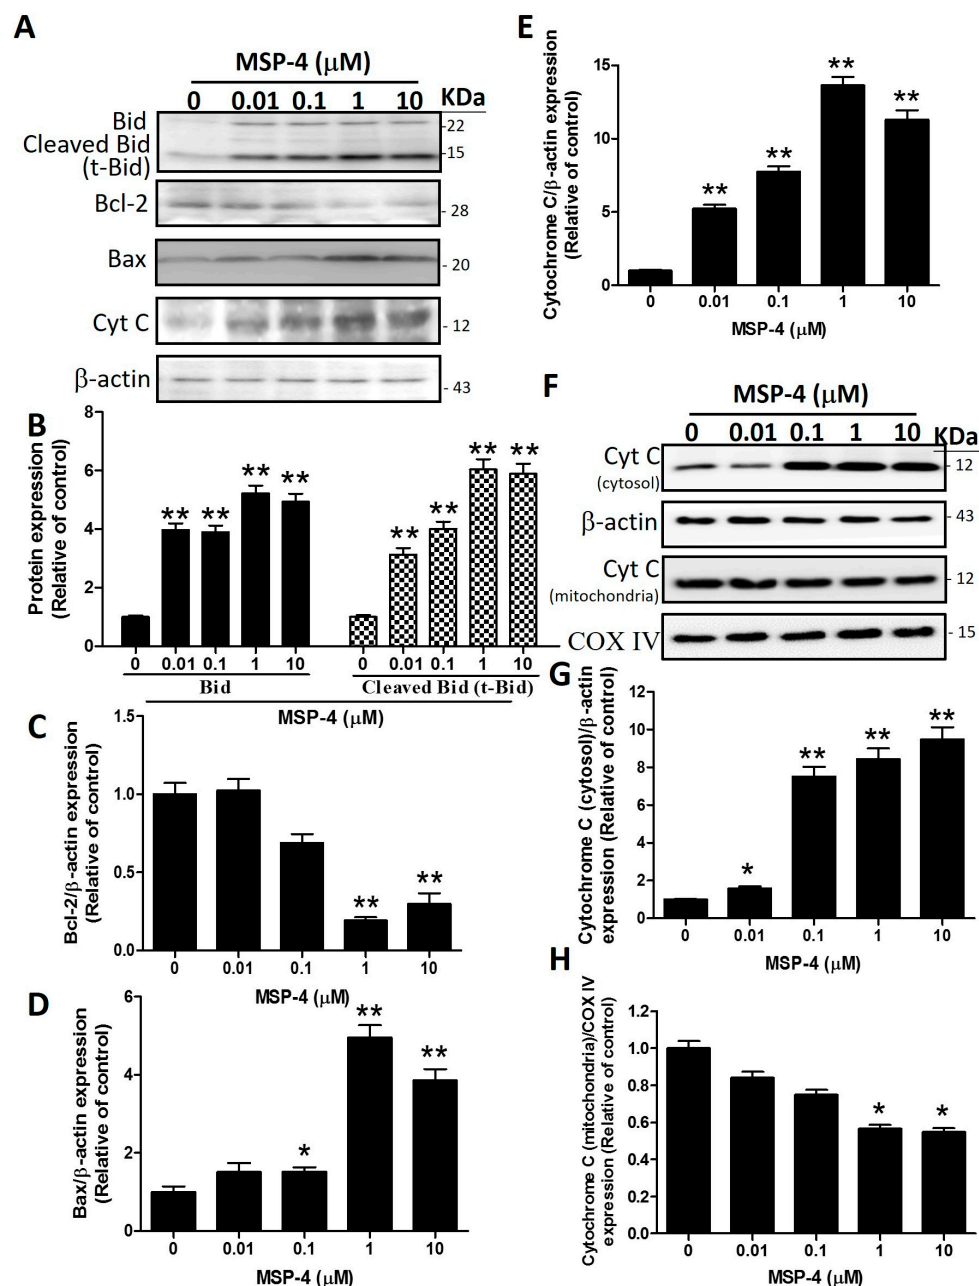 A
MSP-4 (μM)
0 0.01 0.1 1 10 KDa
Bid
-22
Cleaved Bid
(t-Bid)
-15
Bcl-2
- 28
Bax
- 20
Cyt C
- 12
β-actin
- 43
B
Protein expression
(Relative of control)
8
6
4
2
0
** ** ** ** ** ** ** **
0 0.01 0.1 1 10 0 0.01 0.1 1 10
Bid Cleaved Bid (t-Bid)
MSP-4 (μM)
C
Bcl-2/β-actin expression
(Relative of control)
1.5
1.0
0.5
0.0
** **
0 0.01 0.1 1 10
MSP-4 (μM)
D
Bax/β-actin expression
(Relative of control)
6
4
2
0
* ** **
0 0.01 0.1 1 10
MSP-4 (μM)
E
Cytochrome C/β-actin expression
(Relative of control)
15
10
5
0
** ** ** **
0 0.01 0.1 1 10
MSP-4 (μM)
F
MSP-4 (μM)
0 0.01 0.1 1 10 KDa
Cyt C
(cytosol)
- 12
β-actin
- 43
Cyt C
(mitochondria)
- 12
COX IV
- 15
G
Cytochrome C (cytosol)/β-actin
expression (Relative of control)
12
10
8
6
4
2
0
* ** ** **
0 0.01 0.1 1 10
MSP-4 (μM)
H
Cytochrome C (mitochondria)/COX IV
expression (Relative of control)
1.2
1.0
0.8
0.6
0.4
0.2
0.0
* *
0 0.01 0.1 1 10
MSP-4 (μM)